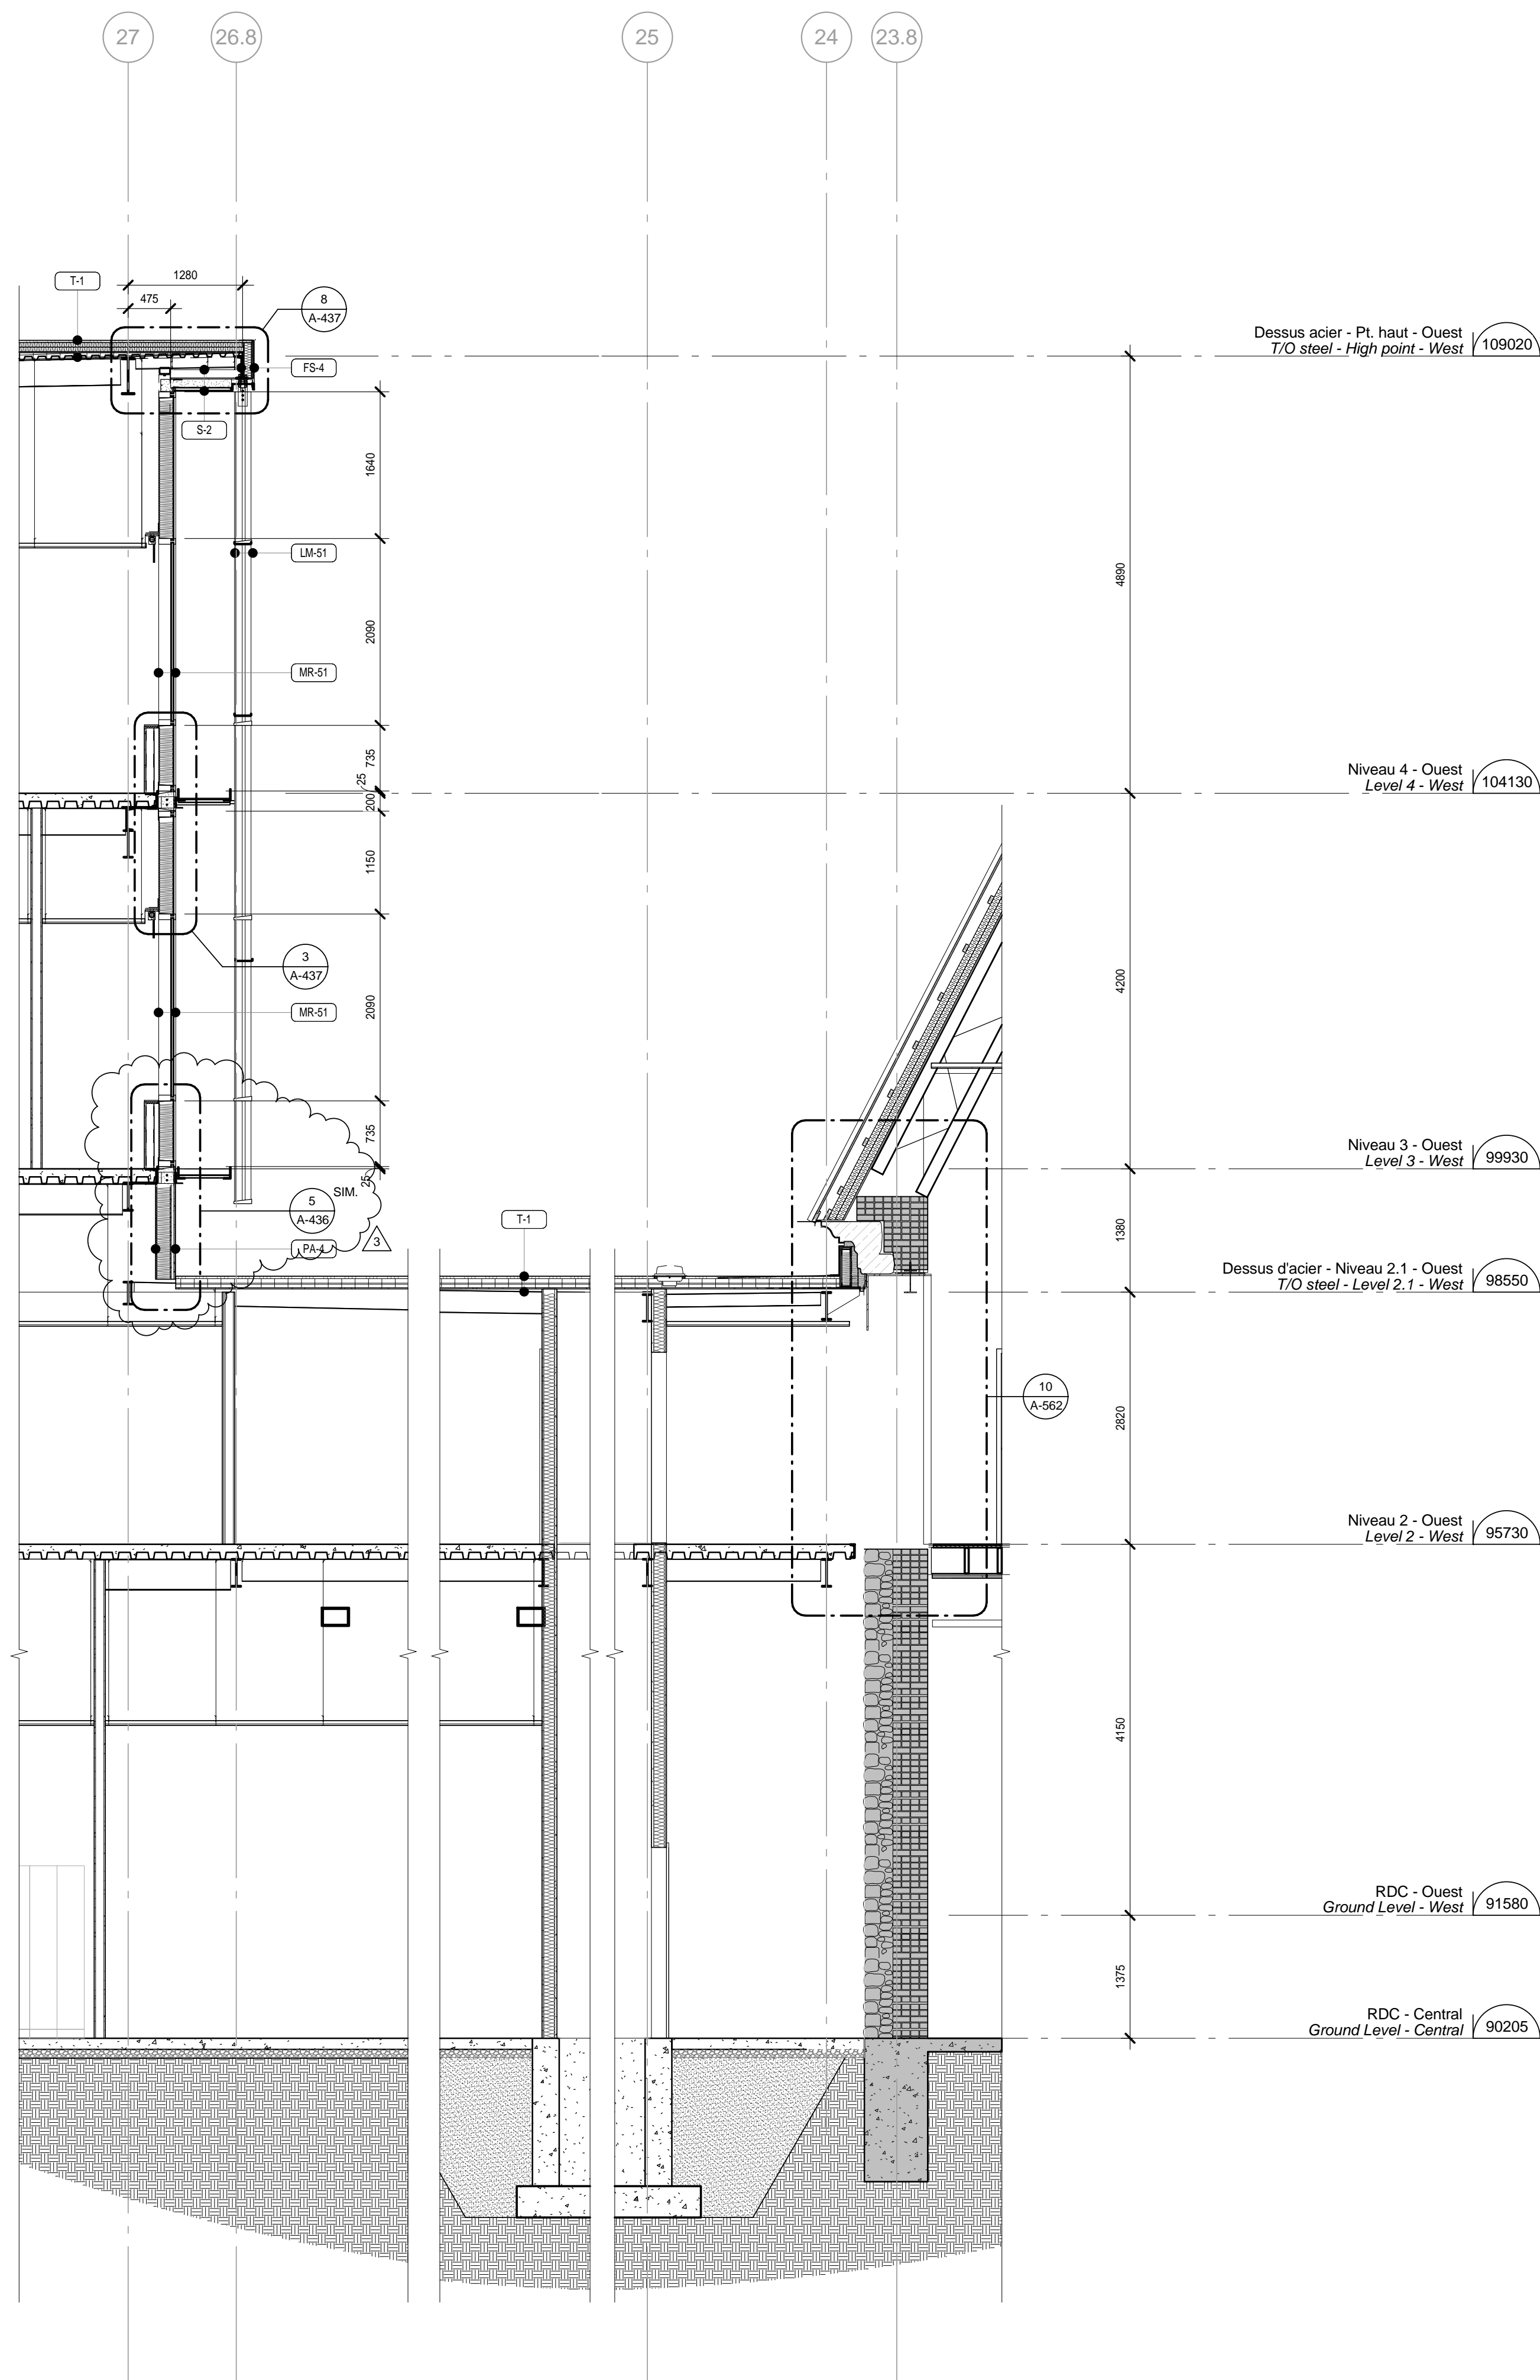 27
26.8
25
24
23.8
1280
T-1
475
8
A-437
Dessus acier - Pt. haut - Ouest
T/O steel - High point - West
109020
FS-4
S-2
1640
LM-51
4890
2090
MR-51
735
25
Niveau 4 - Ouest
Level 4 - West
104130
200
1150
3
A-437
4200
2090
MR-51
735
Niveau 3 - Ouest
Level 3 - West
99930
25
SIM.
5
A-436
T-1
1380
3
PA-4
Dessus d'acier - Niveau 2.1 - Ouest
T/O steel - Level 2.1 - West
98550
10
A-562
2820
Niveau 2 - Ouest
Level 2 - West
95730
4150
RDC - Ouest
Ground Level - West
91580
1375
RDC - Central
Ground Level - Central
90205